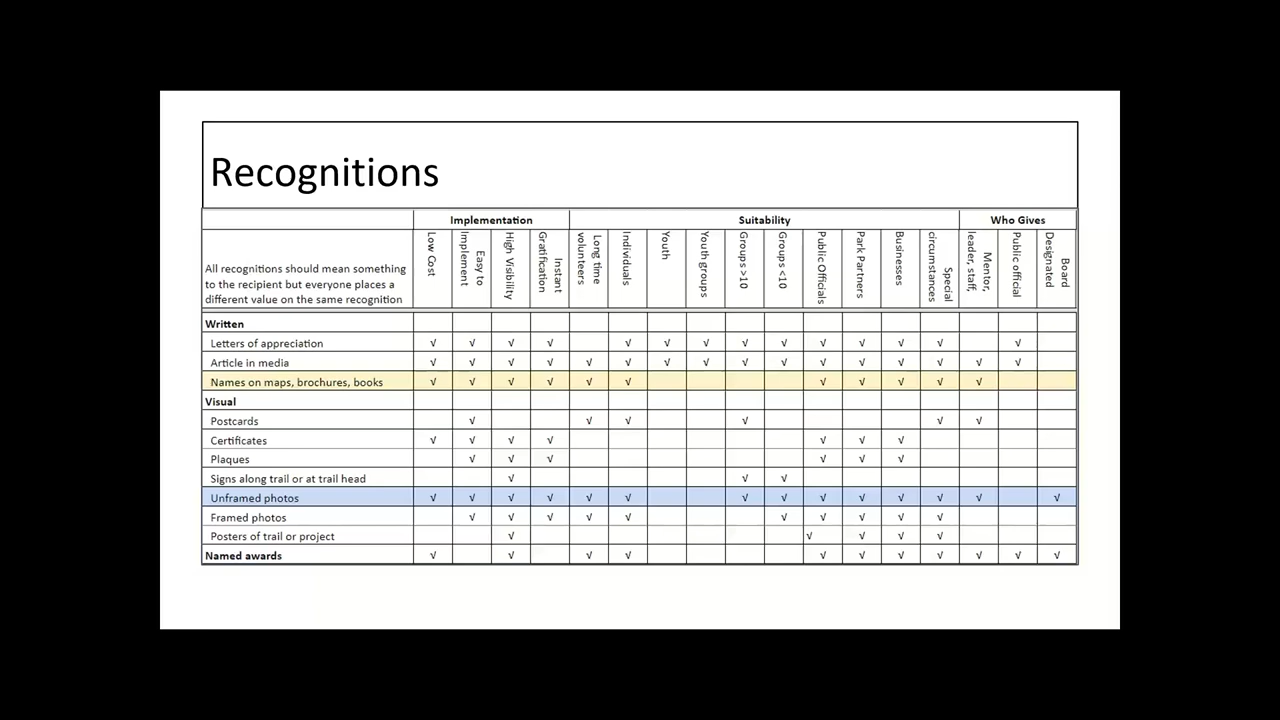 Recognitions
Implementation Suitability Who Gives
All recognitions should mean something
to the recipient but everyone places a
different value on the same recognition
Low Cost
Easy to
Implement
High Visibility
Instant
Gratification
Long time
volunteers
Individuals
Youth
Youth groups
Groups >10
Groups <10
Public Officials
Park Partners
Businesses
Special
circumstances
Mentor,
leader, staff,
Public official
Board
Designated
Written
Letters of appreciation √ √ √ √ √ √ √ √ √ √ √ √ √ √
Article in media √ √ √ √ √ √ √ √ √ √ √ √ √ √ √ √
Names on maps, brochures, books √ √ √ √ √ √ √ √ √ √ √
Visual
Postcards √ √ √ √ √ √
Certificates √ √ √ √ √ √ √
Plaques √ √ √ √ √ √
Signs along trail or at trail head √ √ √
Unframed photos √ √ √ √ √ √ √ √ √ √ √ √ √ √
Framed photos √ √ √ √ √ √ √ √ √ √
Posters of trail or project √ √ √ √ √
Named awards √ √ √ √ √ √ √ √ √ √ √